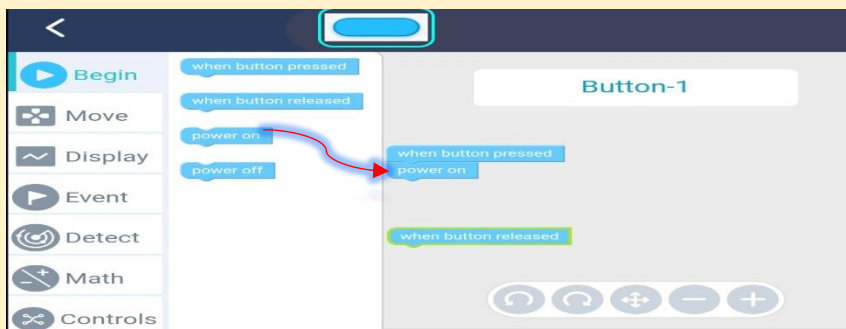 Begin
Move
Display
Event
Detect
Math
Controls
when button pressed
when button released
power on
power off
Button-1
when button pressed
power on
when button released